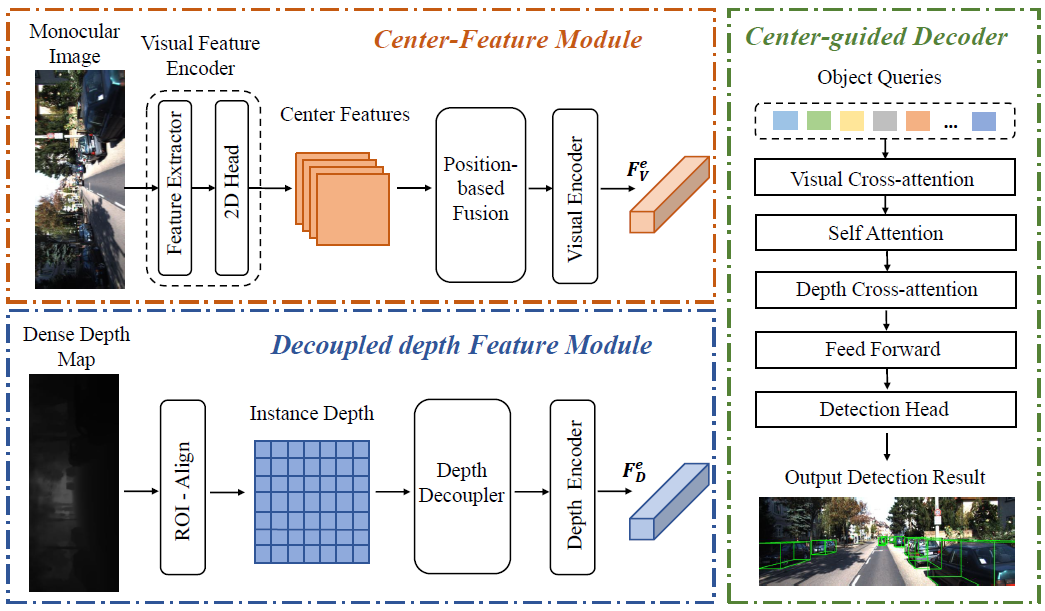 Center-Feature Module
Monocular
Image
Visual Feature
Encoder
Feature Extractor
2D Head
Center Features
Position-
based
Fusion
Visual Encoder
F_V^e
Decoupled depth Feature Module
Dense Depth
Map
ROI - Align
Instance Depth
Depth
Decoupler
Depth Encoder
F_D^e
Center-guided Decoder
Object Queries
...
Visual Cross-attention
Self Attention
Depth Cross-attention
Feed Forward
Detection Head
Output Detection Result